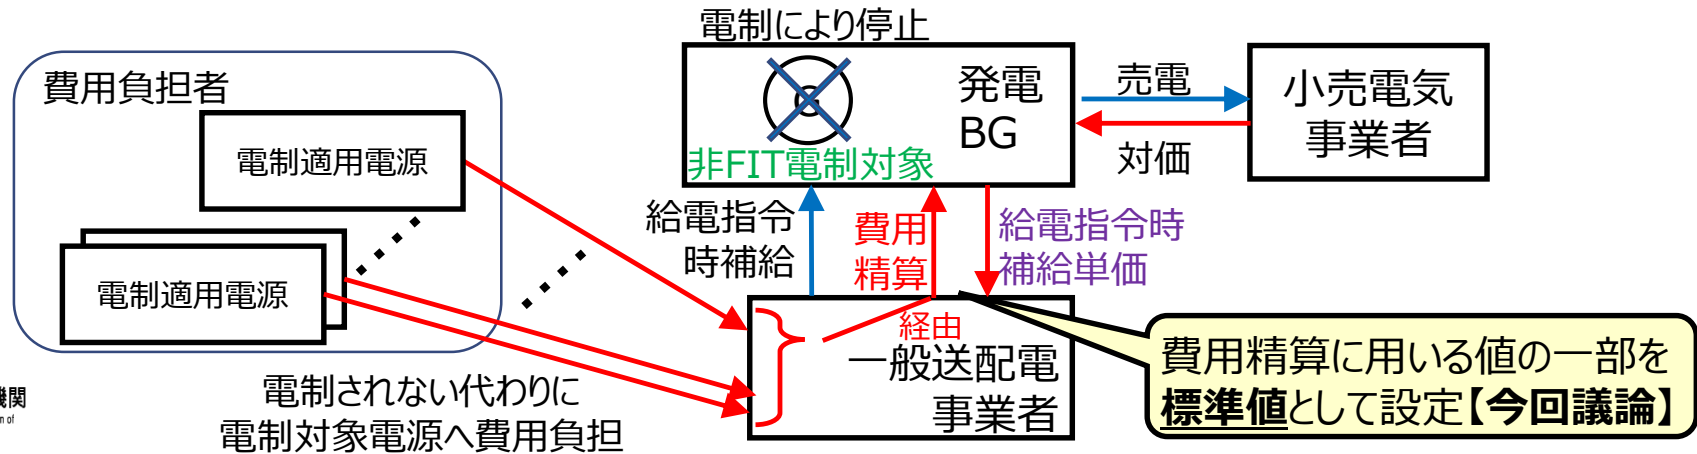 電制により停止
費用負担者
電制適用電源
電制適用電源
発電
BG
非FIT電制対象
売電
対価
小売電気
事業者
給電指令
時補給
費用
精算
給電指令時
補給単価
経由
一般送配電
事業者
電制されない代わりに
電制対象電源へ費用負担
費用精算に用いる値の一部を
標準値として設定【今回議論】
機関
n of